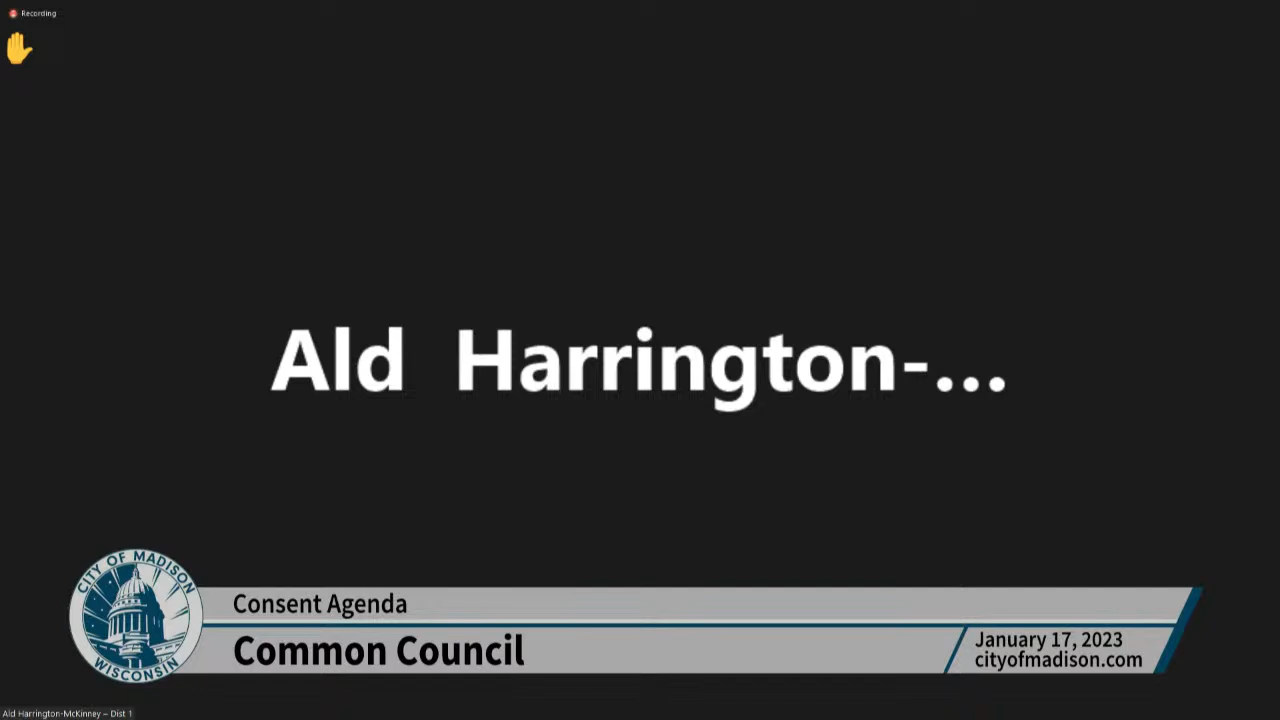 Recording
Ald Harrington-...
CITY OF MADISON
WISCONSIN
Consent Agenda
Common Council
January 17, 2023
cityofmadison.com
Ald Harrington-McKinney – Dist 1